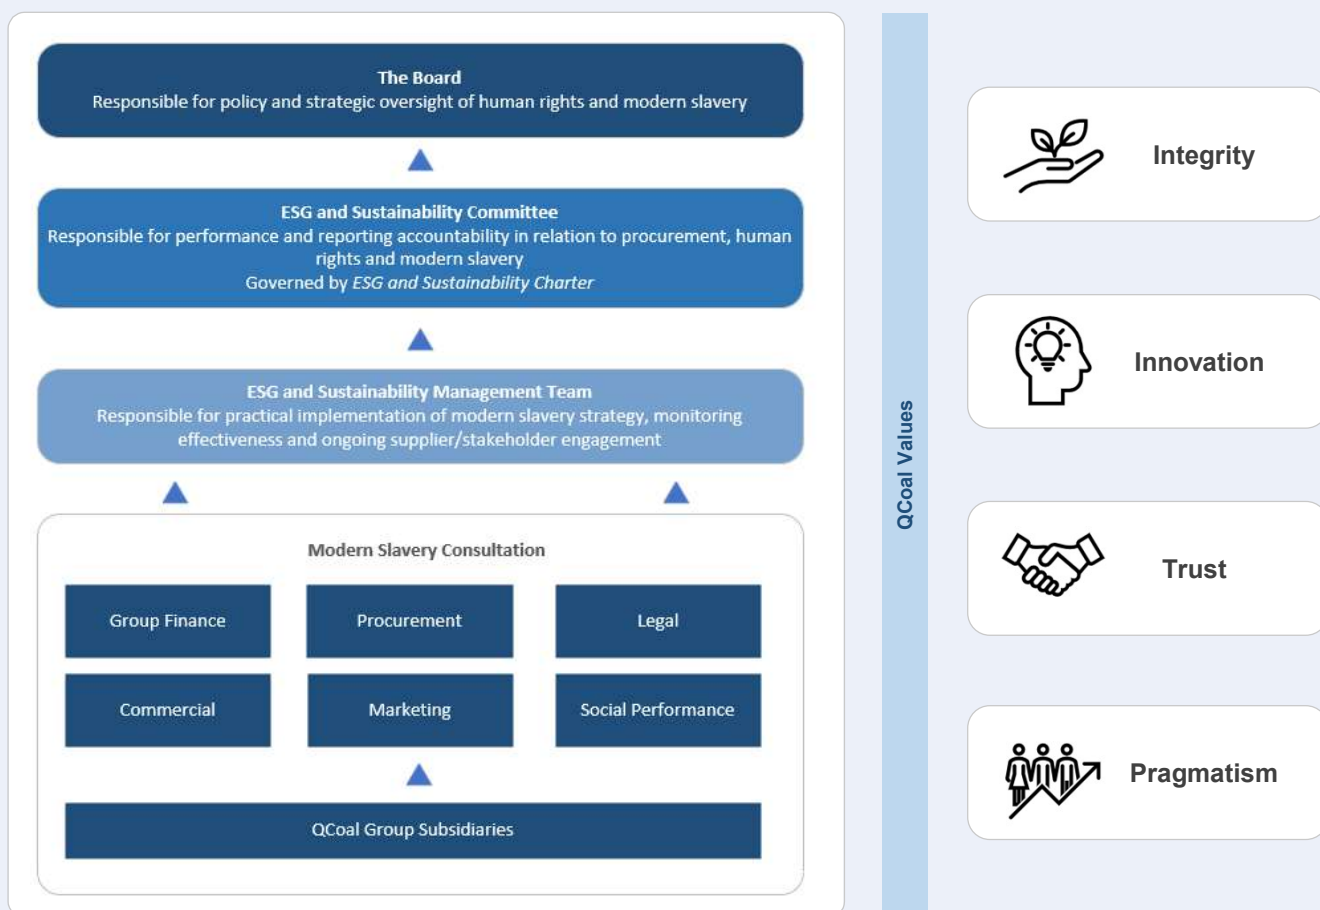 The Board
Responsible for policy and strategic oversight of human rights and modern slavery
ESG and Sustainability Committee
Responsible for performance and reporting accountability in relation to procurement, human
rights and modern slavery
Governed by ESG and Sustainability Charter
ESG and Sustainability Management Team
Responsible for practical implementation of modern slavery strategy, monitoring
effectiveness and ongoing supplier/stakeholder engagement
Modern Slavery Consultation
Group Finance
Procurement
Legal
Commercial
Marketing
Social Performance
QCoal Group Subsidiaries
QCoal Values
Integrity
Innovation
Trust
Pragmatism